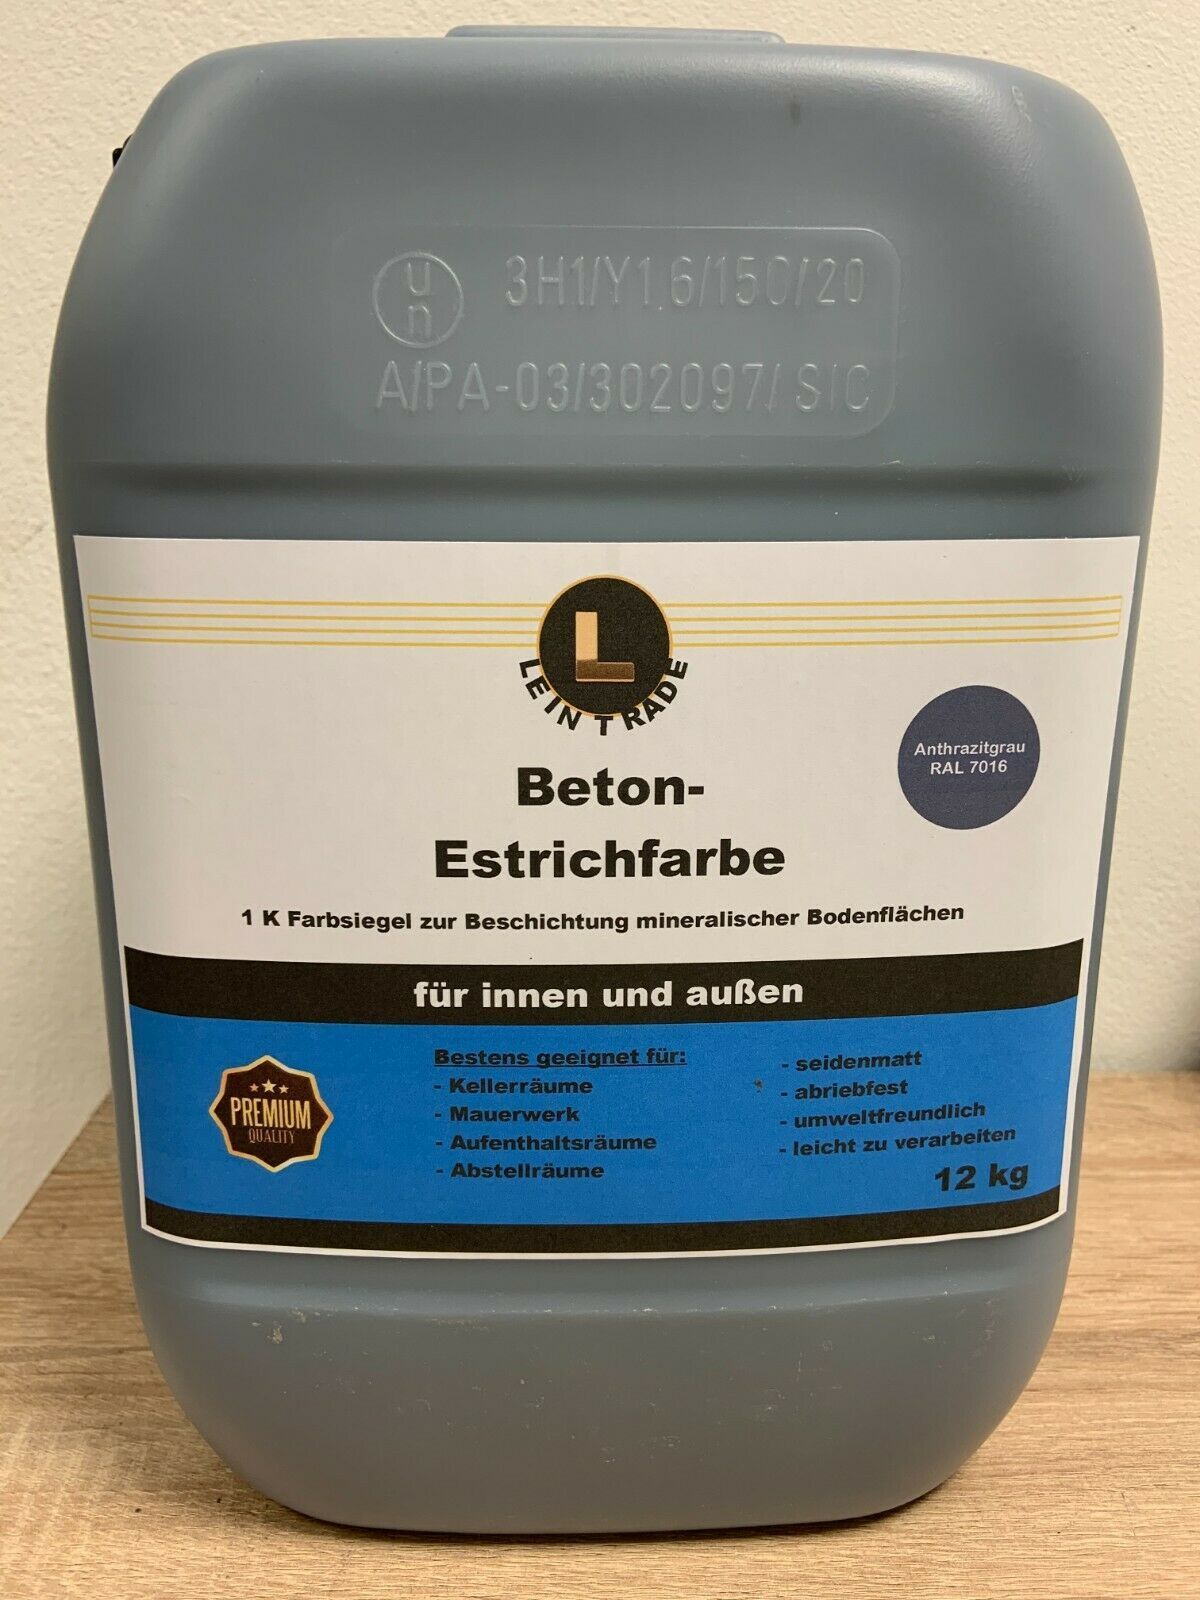 un 3H1/Y1.6/150/20
A/PA-03/302097/ S/C
L
LEIN TRADE
Anthrazitgrau
RAL 7016
Beton-
Estrichfarbe
1 K Farbsiegel zur Beschichtung mineralischer Bodenflächen
für innen und außen
PREMIUM
QUALITY
Bestens geeignet für:
- Kellerräume
- Mauerwerk
- Aufenthaltsräume
- Abstellräume
- seidenmatt
- abriebfest
- umweltfreundlich
- leicht zu verarbeiten
12 kg